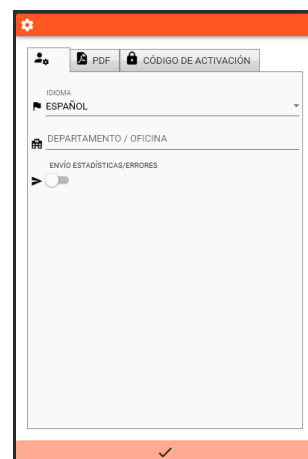 PDF
CÓDIGO DE ACTIVACIÓN
IDIOMA
ESPAÑOL
DEPARTAMENTO / OFICINA
ENVÍO ESTADÍSTICAS/ERRORES